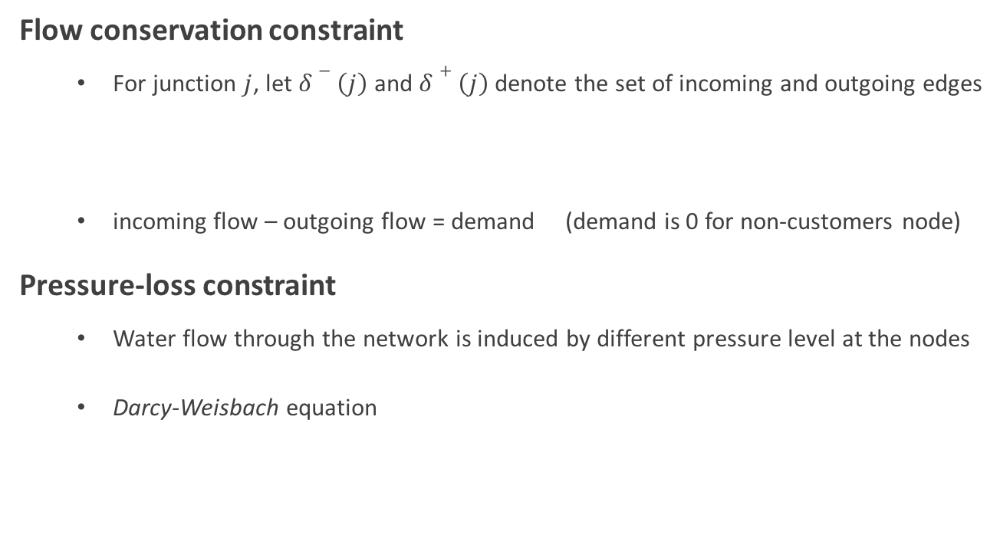 Flow conservation constraint
• For junction j, let δ⁻(j) and δ⁺(j) denote the set of incoming and outgoing edges
• incoming flow – outgoing flow = demand (demand is 0 for non-customers node)
Pressure-loss constraint
• Water flow through the network is induced by different pressure level at the nodes
• Darcy-Weisbach equation